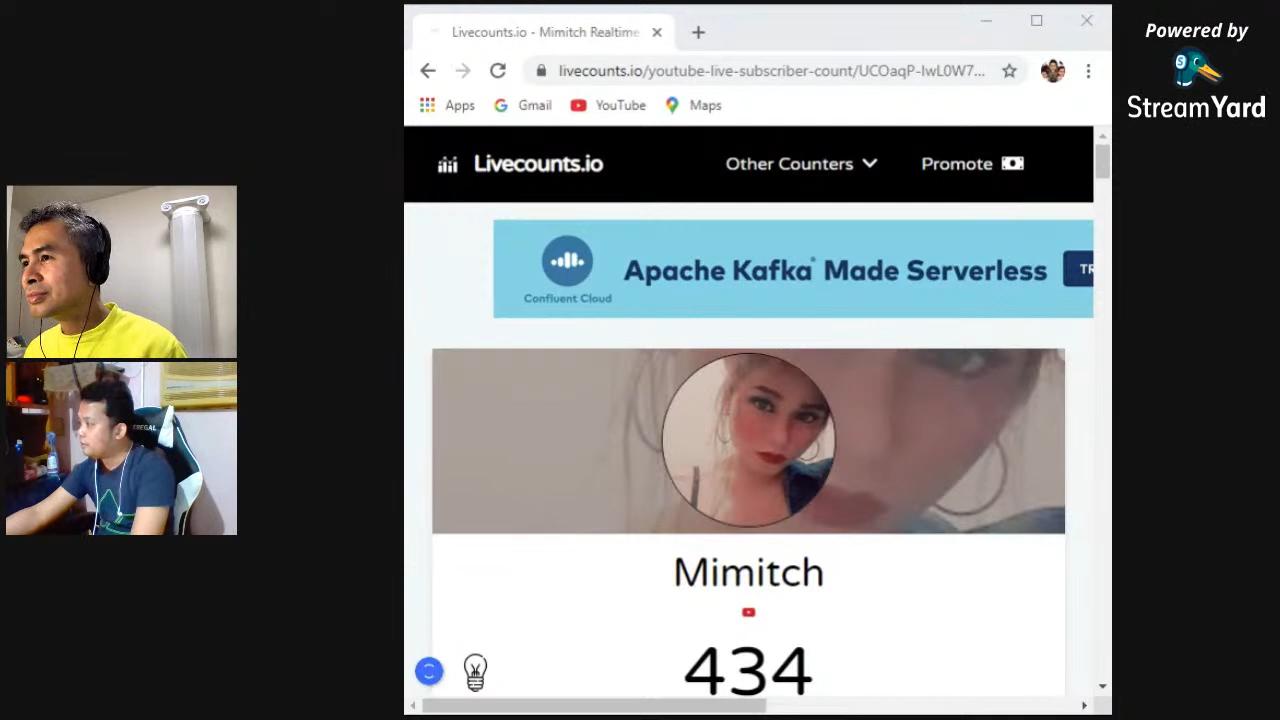 Livecounts.io - Mimitch Realtime
livecounts.io/youtube-live-subscriber-count/UCOaqP-IwL0W7...
Apps Gmail YouTube Maps
Powered by
StreamYard
Livecounts.io Other Counters Promote
Apache Kafka® Made Serverless TR
Confluent Cloud
Mimitch
434